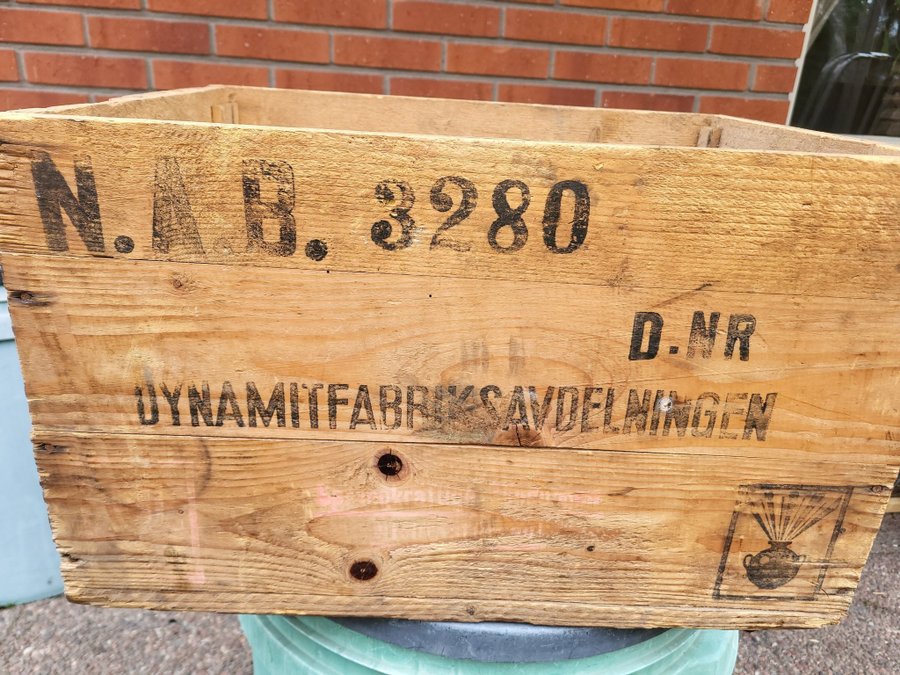 N.A.B. 3280
D.NR
DYNAMITFABRIKSAVDELNINGEN